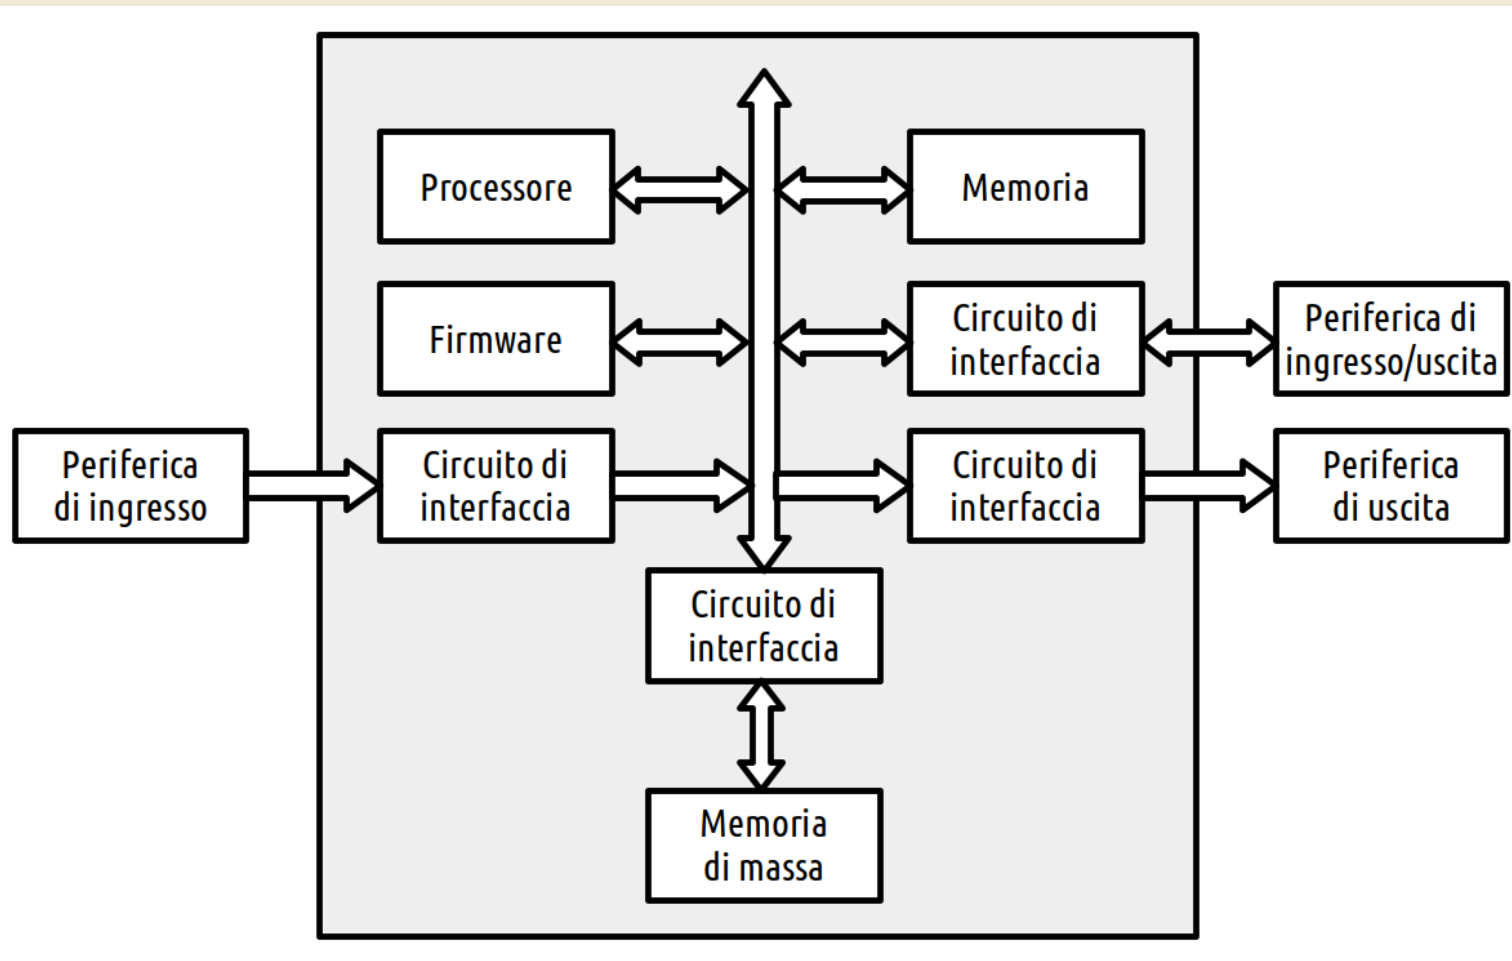 Processore
Memoria
Firmware
Circuito di
interfaccia
Periferica di
ingresso/uscita
Periferica
di ingresso
Circuito di
interfaccia
Circuito di
interfaccia
Periferica
di uscita
Circuito di
interfaccia
Memoria
di massa